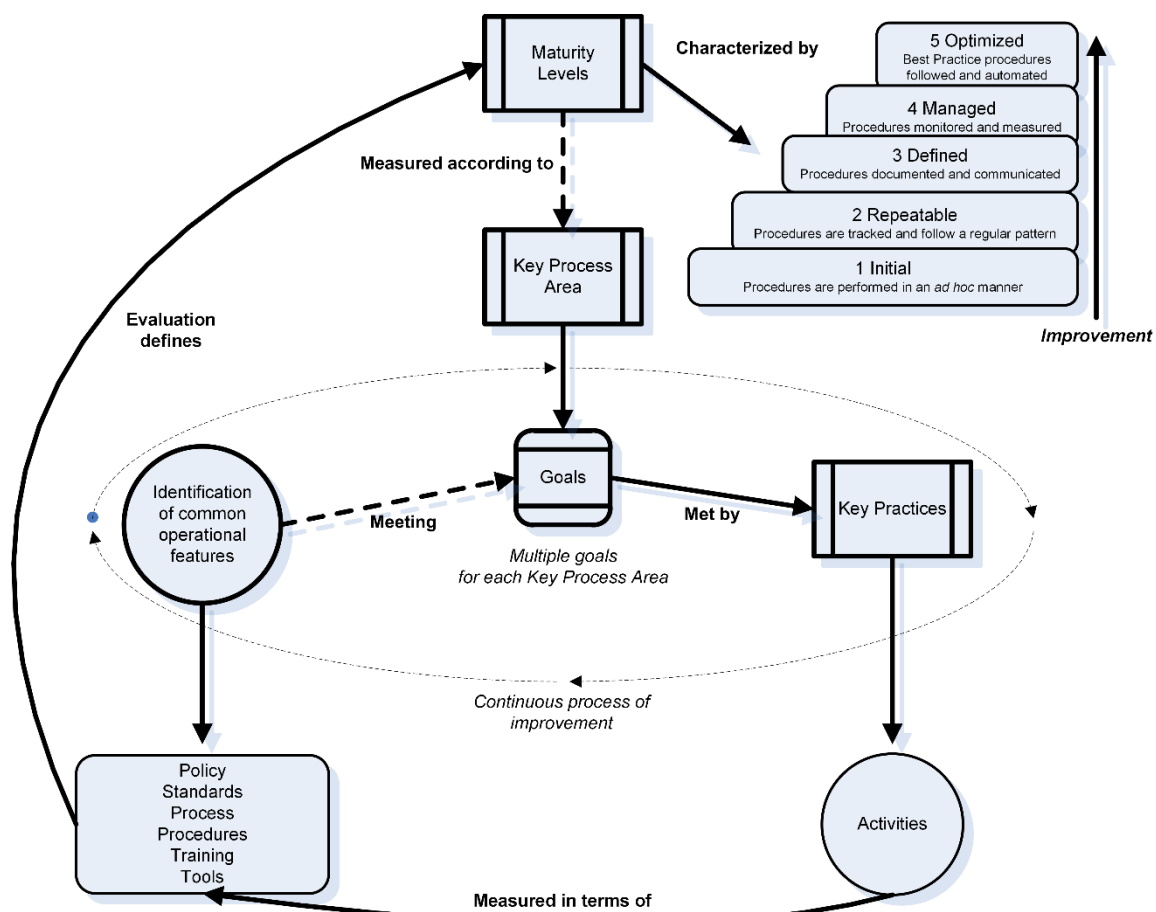 Maturity
Levels
Characterized by
5 Optimized
Best Practice procedures
followed and automated
4 Managed
Procedures monitored and measured
3 Defined
Procedures documented and communicated
2 Repeatable
Procedures are tracked and follow a regular pattern
1 Initial
Procedures are performed in an ad hoc manner
Improvement
Measured according to
Key Process
Area
Evaluation
defines
Identification
of common
operational
features
Meeting
Goals
Multiple goals
for each Key Process Area
Met by
Key Practices
Continuous process of
improvement
Policy
Standards
Process
Procedures
Training
Tools
Activities
Measured in terms of